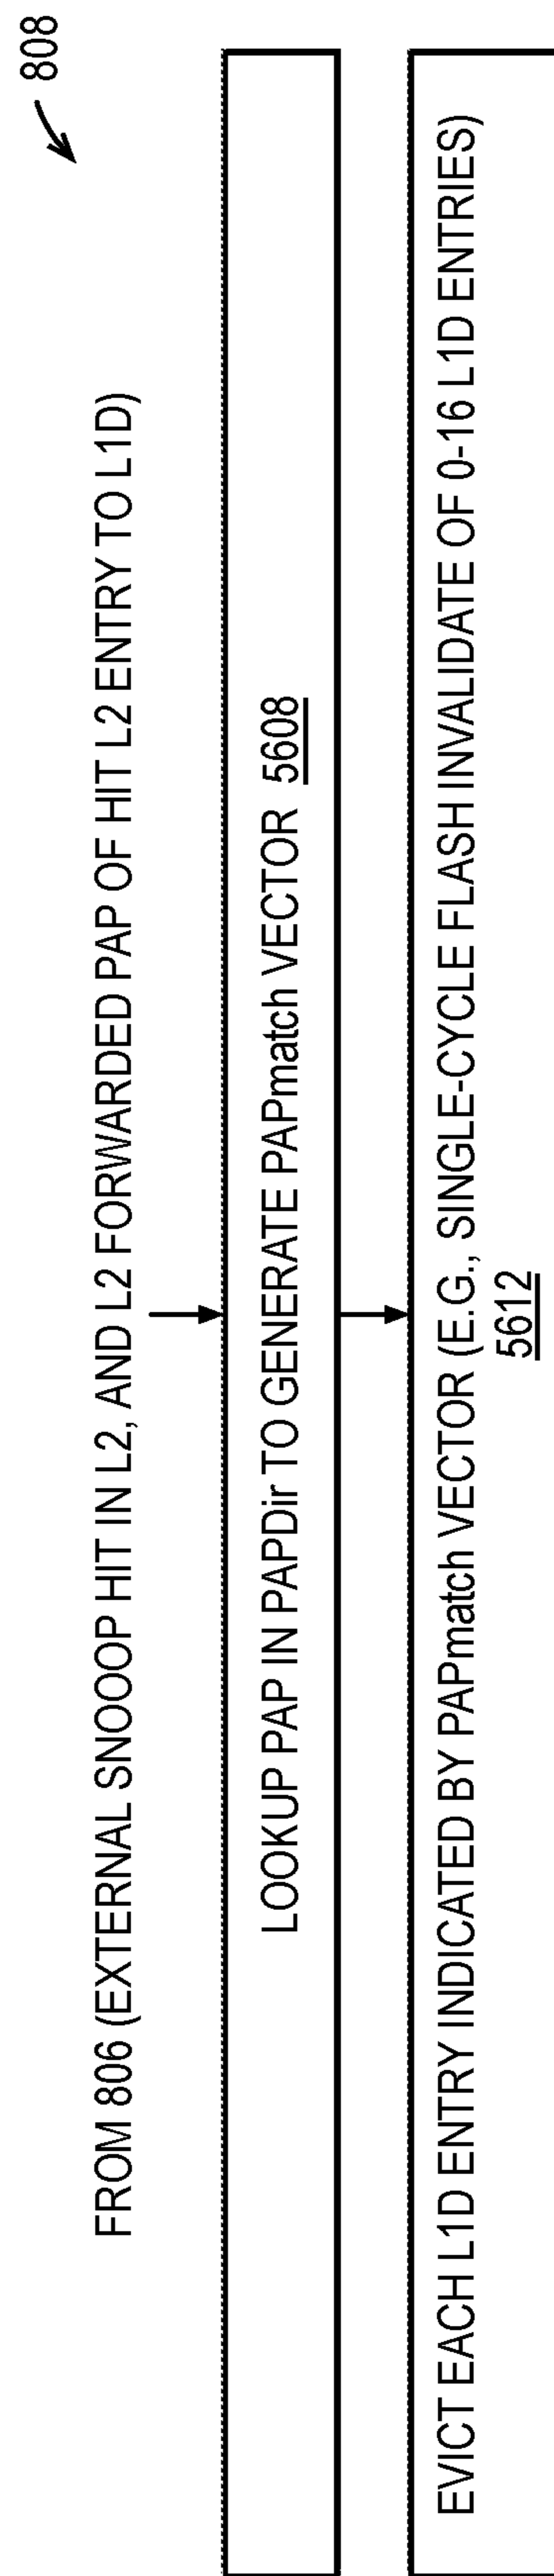 808
FROM 806 (EXTERNAL SNOOOP HIT IN L2, AND L2 FORWARDED PAP OF HIT L2 ENTRY TO L1D)
LOOKUP PAP IN PAPDir TO GENERATE PAPmatch VECTOR 5608
EVICT EACH L1D ENTRY INDICATED BY PAPmatch VECTOR (E.G., SINGLE-CYCLE FLASH INVALIDATE OF 0-16 L1D ENTRIES)
5612